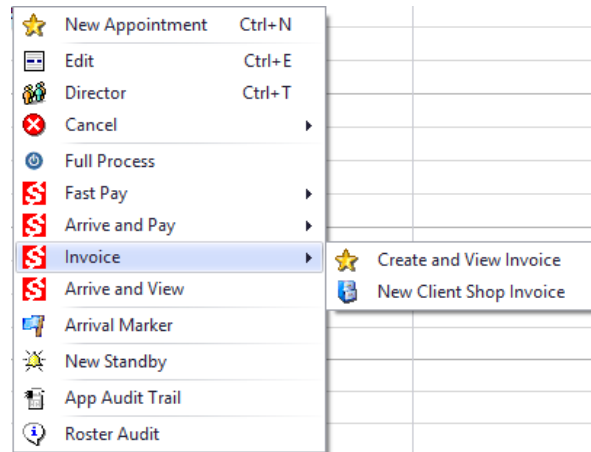 New Appointment Ctrl+N
Edit Ctrl+E
Director Ctrl+T
Cancel
Full Process
Fast Pay
Arrive and Pay
Invoice
Create and View Invoice
Arrive and View
New Client Shop Invoice
Arrival Marker
New Standby
App Audit Trail
Roster Audit